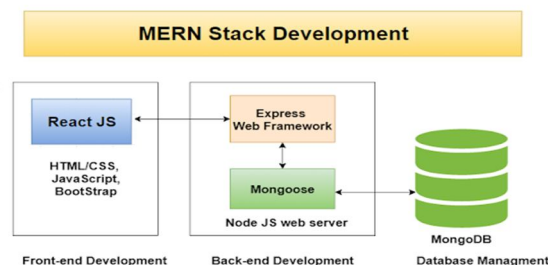 MERN Stack Development
React JS
HTML/CSS,
JavaScript,
BootStrap
Express
Web Framework
Mongoose
Node JS web server
MongoDB
Front-end Development
Back-end Development
Database Managment